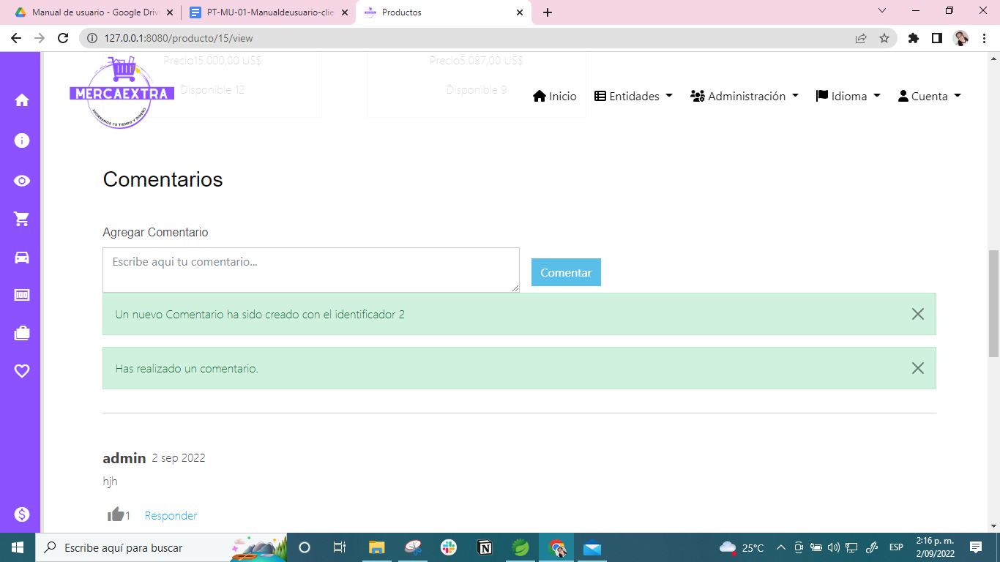 Manual de usuario - Google Driv
PT-MU-01-Manualdeusuario-clie
Productos
127.0.0.1:8080/producto/15/view
Precio15.000,00 US$
Precio5.087,00 US$
Disponible 12
Disponible 9
MERCAEXTRA
AHORRAMOS TU TIEMPO Y DINERO
Inicio
Entidades
Administración
Idioma
Cuenta
Comentarios
Agregar Comentario
Escribe aqui tu comentario...
Comentar
Un nuevo Comentario ha sido creado con el identificador 2
Has realizado un comentario.
admin 2 sep 2022
hjh
1 Responder
Escribe aquí para buscar
25°C
ESP
2:16 p. m.
2/09/2022